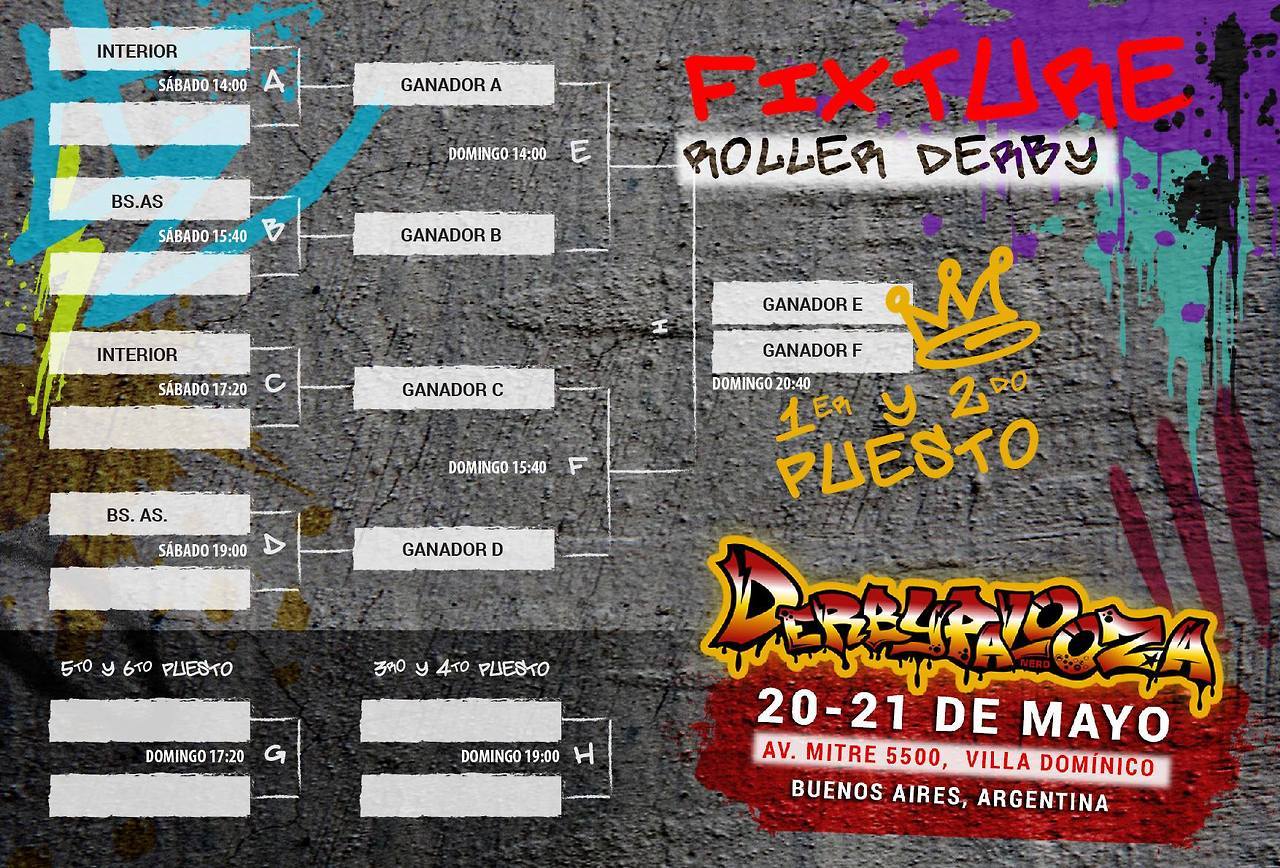 INTERIOR
SÁBADO 14:00
A
BS.AS
SÁBADO 15:40
B
INTERIOR
SÁBADO 17:20
C
BS. AS.
SÁBADO 19:00
D
GANADOR A
DOMINGO 14:00
E
GANADOR B
GANADOR C
DOMINGO 15:40
F
GANADOR D
I
FIXTURE
ROLLER DERBY
GANADOR E
GANADOR F
DOMINGO 20:40
1ER Y 2DO
PUESTO
5TO Y 6TO PUESTO
DOMINGO 17:20
G
3RO Y 4TO PUESTO
DOMINGO 19:00
H
DERBYPALOOZA
NERD
20-21 DE MAYO
AV. MITRE 5500, VILLA DOMÍNICO
BUENOS AIRES, ARGENTINA